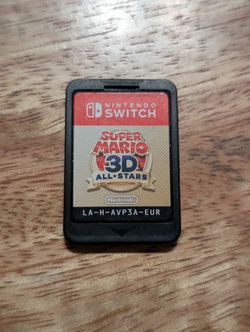 NINTENDO
SWITCH
SUPER
MARIO
3D
ALL★STARS
Nintendo
LA-H-AVP3A-EUR